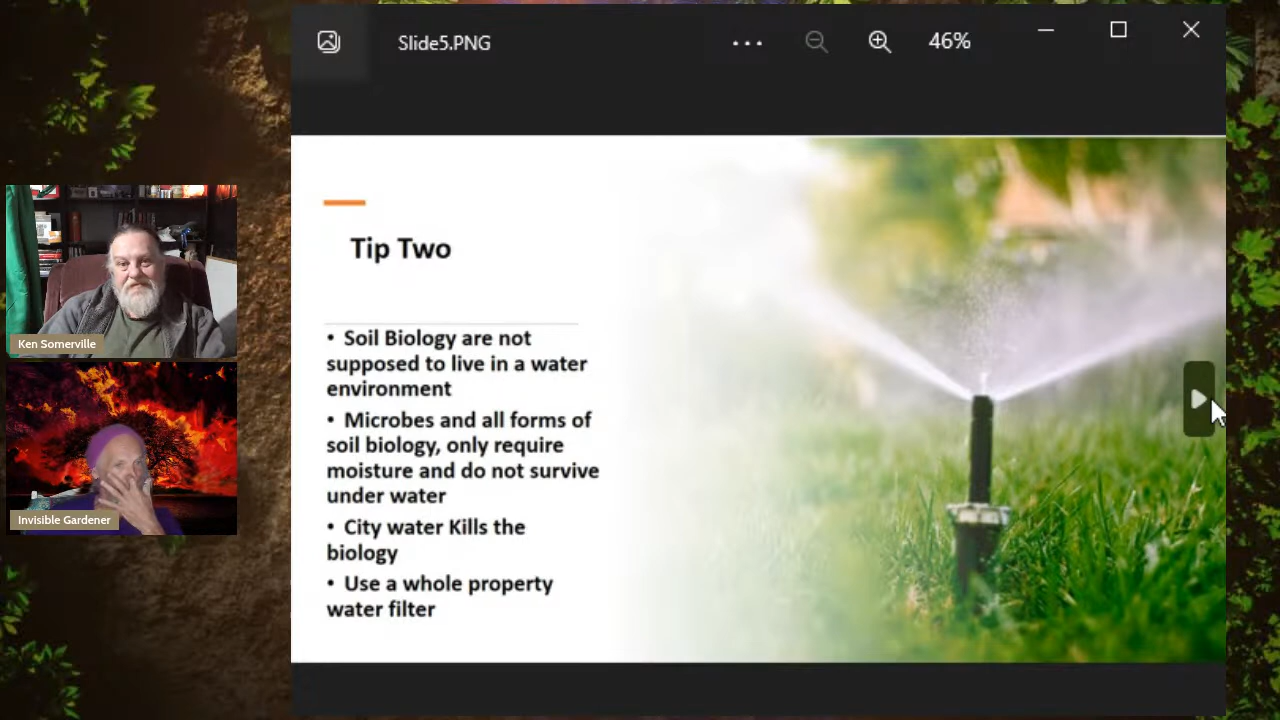 Slide5.PNG
46%
Tip Two
• Soil Biology are not
supposed to live in a water
environment
• Microbes and all forms of
soil biology, only require
moisture and do not survive
under water
• City water Kills the
biology
• Use a whole property
water filter
Ken Somerville
Invisible Gardener